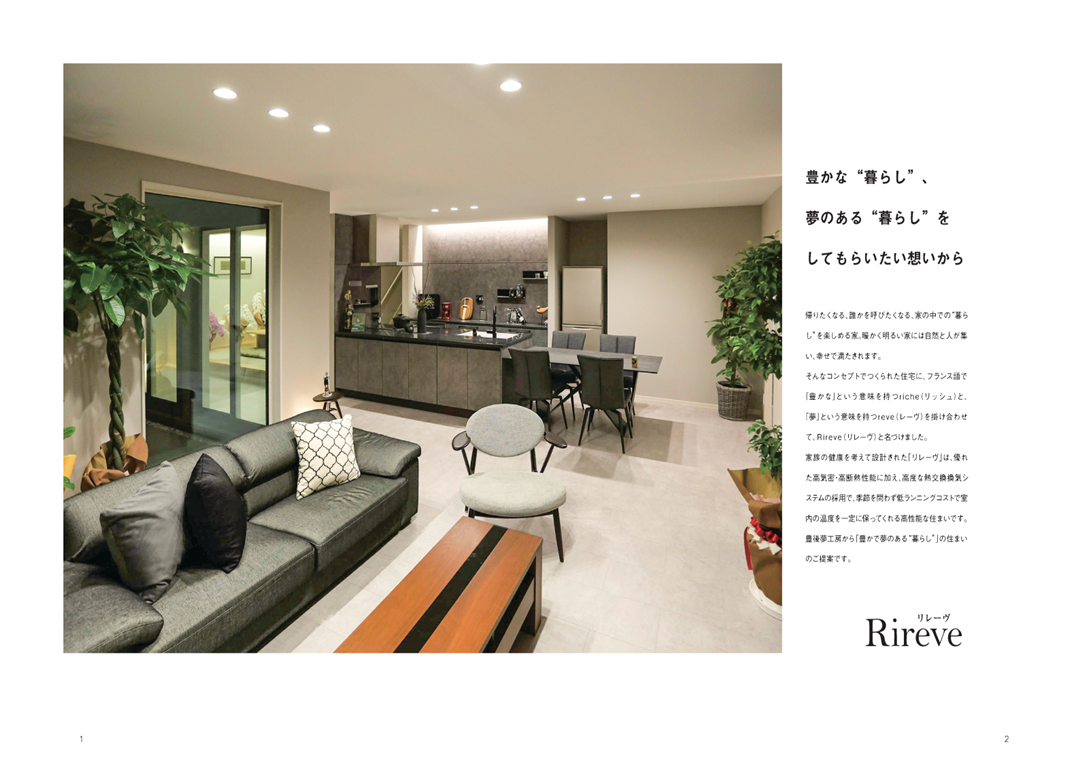 豊かな“暮らし”、
夢のある“暮らし”を
してもらいたい想いから
帰りたくなる、誰かを呼びたくなる、家の中での“暮ら
し”を楽しめる家。暖かく明るい家には自然と人が集
い、幸せで満たされます。
そんなコンセプトでつくられた住宅に、フランス語で
「豊かな」という意味を持つriche(リッシュ)と、
「夢」という意味を持つreve(レーヴ)を掛け合わせ
て、Rireve(リレーヴ)と名づけました。
家族の健康を考えて設計された「リレーヴ」は、優れ
た高気密・高断熱性能に加え、高度な熱交換換気シ
ステムの採用で、季節を問わず低ランニングコストで室
内の温度を一定に保ってくれる高性能な住まいです。
豊後夢工房から「豊かで夢のある“暮らし”」の住まい
のご提案です。
リレーヴ
Rireve
1
2